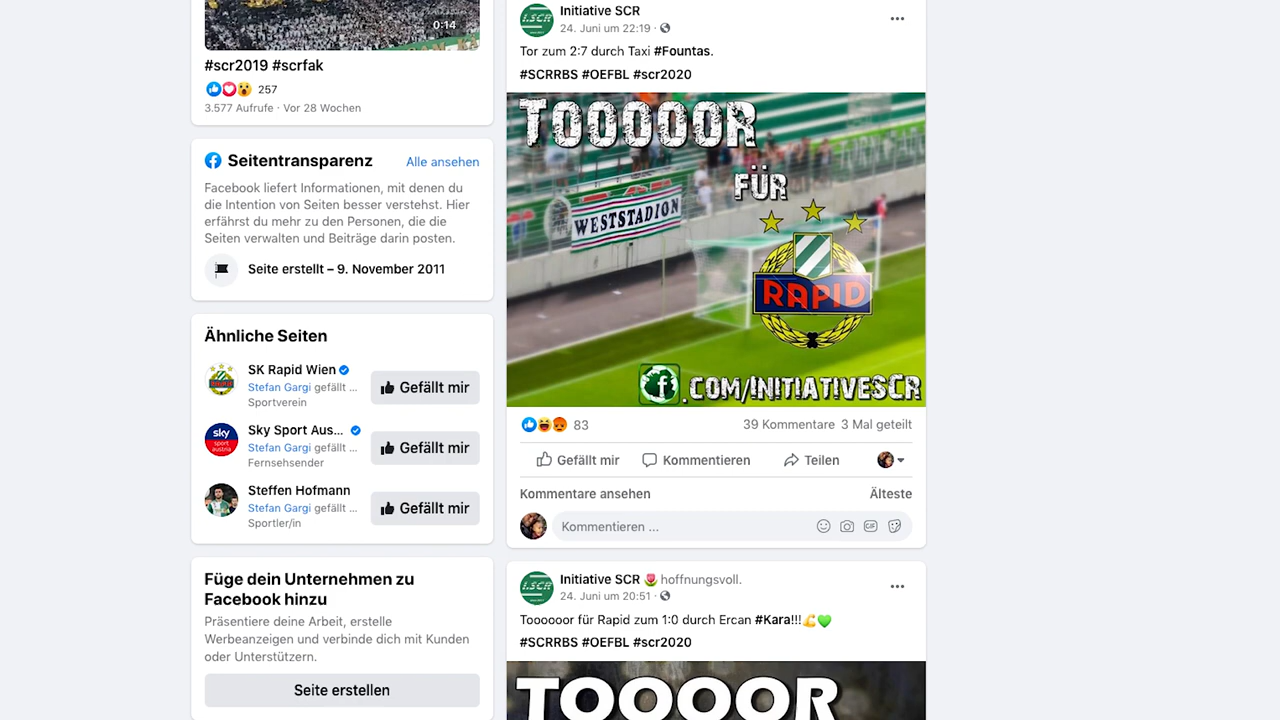 0:14
#scr2019 #scrfak
257
3.577 Aufrufe · Vor 28 Wochen
Seitentransparenz
Alle ansehen
Facebook liefert Informationen, mit denen du
die Intention von Seiten besser verstehst. Hier
erfährst du mehr zu den Personen, die die
Seiten verwalten und Beiträge darin posten.
Seite erstellt – 9. November 2011
Ähnliche Seiten
SK Rapid Wien
Stefan Gargi gefällt ...
Sportverein
Gefällt mir
sky
sport
austria
Sky Sport Aus...
Stefan Gargi gefällt ...
Fernsehsender
Gefällt mir
Steffen Hofmann
Stefan Gargi gefällt ...
Sportler/in
Gefällt mir
Füge dein Unternehmen zu
Facebook hinzu
Präsentiere deine Arbeit, erstelle
Werbeanzeigen und verbinde dich mit Kunden
oder Unterstützern.
Seite erstellen
I.SCR
Initiative SCR
24. Juni um 22:19 ·
Tor zum 2:7 durch Taxi #Fountas.
#SCRRBS #OEFBL #scr2020
TOOOOOR
FÜR
WESTSTADION
RAPID
f.COM/INITIATIVESCR
83
39 Kommentare 3 Mal geteilt
Gefällt mir
Kommentieren
Teilen
Kommentare ansehen
Älteste
Kommentieren ...
GIF
I.SCR
Initiative SCR 🌷 hoffnungsvoll.
24. Juni um 20:51 ·
Toooooor für Rapid zum 1:0 durch Ercan #Kara!!!💪💚
#SCRRBS #OEFBL #scr2020
TOOOOR